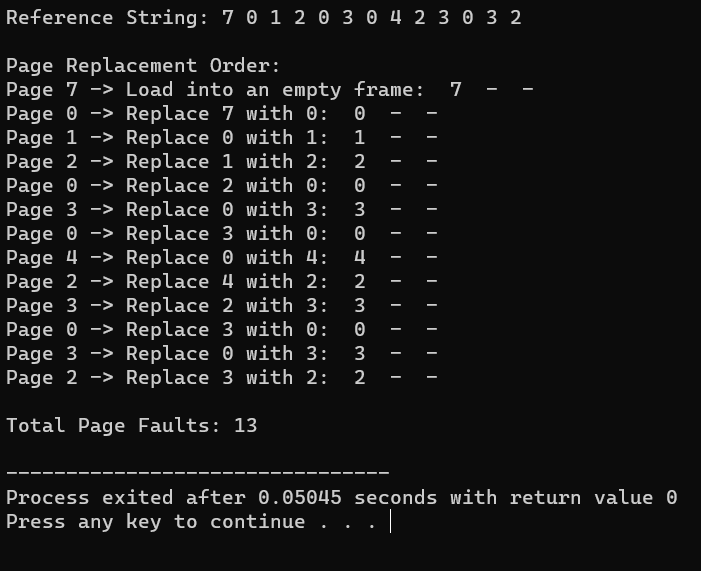 Reference String: 7 0 1 2 0 3 0 4 2 3 0 3 2
Page Replacement Order:
Page 7 -> Load into an empty frame:  7  -  -
Page 0 -> Replace 7 with 0:  0  -  -
Page 1 -> Replace 0 with 1:  1  -  -
Page 2 -> Replace 1 with 2:  2  -  -
Page 0 -> Replace 2 with 0:  0  -  -
Page 3 -> Replace 0 with 3:  3  -  -
Page 0 -> Replace 3 with 0:  0  -  -
Page 4 -> Replace 0 with 4:  4  -  -
Page 2 -> Replace 4 with 2:  2  -  -
Page 3 -> Replace 2 with 3:  3  -  -
Page 0 -> Replace 3 with 0:  0  -  -
Page 3 -> Replace 0 with 3:  3  -  -
Page 2 -> Replace 3 with 2:  2  -  -
Total Page Faults: 13
--------------------------------
Process exited after 0.05045 seconds with return value 0
Press any key to continue . . .